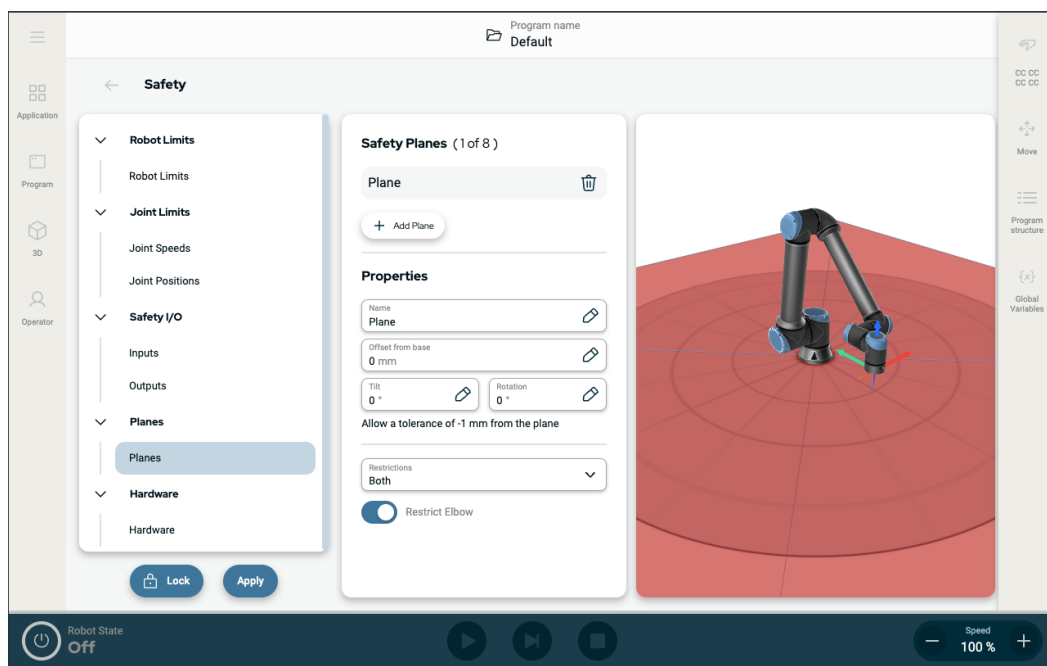 Program name
Default
Safety
Application
Program
3D
Operator
Robot Limits
Robot Limits
Joint Limits
Joint Speeds
Joint Positions
Safety I/O
Inputs
Outputs
Planes
Planes
Hardware
Hardware
Lock
Apply
Safety Planes (1 of 8)
Plane
+ Add Plane
Properties
Name
Plane
Offset from base
0 mm
Tilt
0 °
Rotation
0 °
Allow a tolerance of -1 mm from the plane
Restrictions
Both
Restrict Elbow
CC CC
CC CC
Move
Program
structure
{x}
Global
Variables
Robot State
Off
Speed
100 %